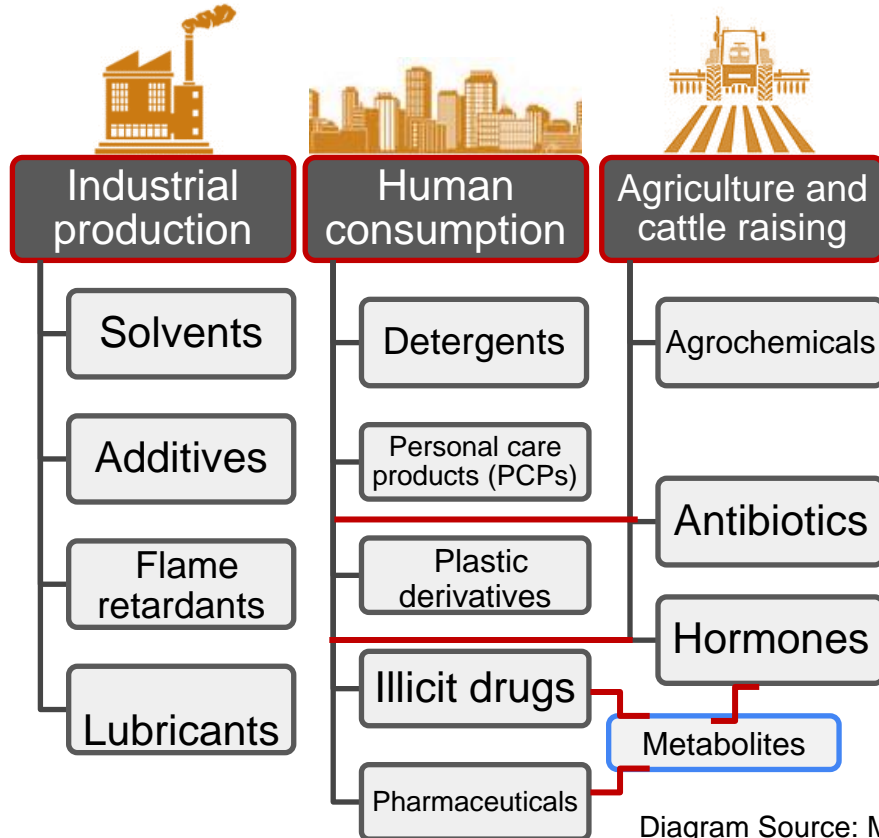 Industrial
production
Solvents
Additives
Flame
retardants
Lubricants
Human
consumption
Detergents
Personal care
products (PCPs)
Plastic
derivatives
Illicit drugs
Pharmaceuticals
Agriculture and
cattle raising
Agrochemicals
Antibiotics
Hormones
Metabolites
Diagram Source: M